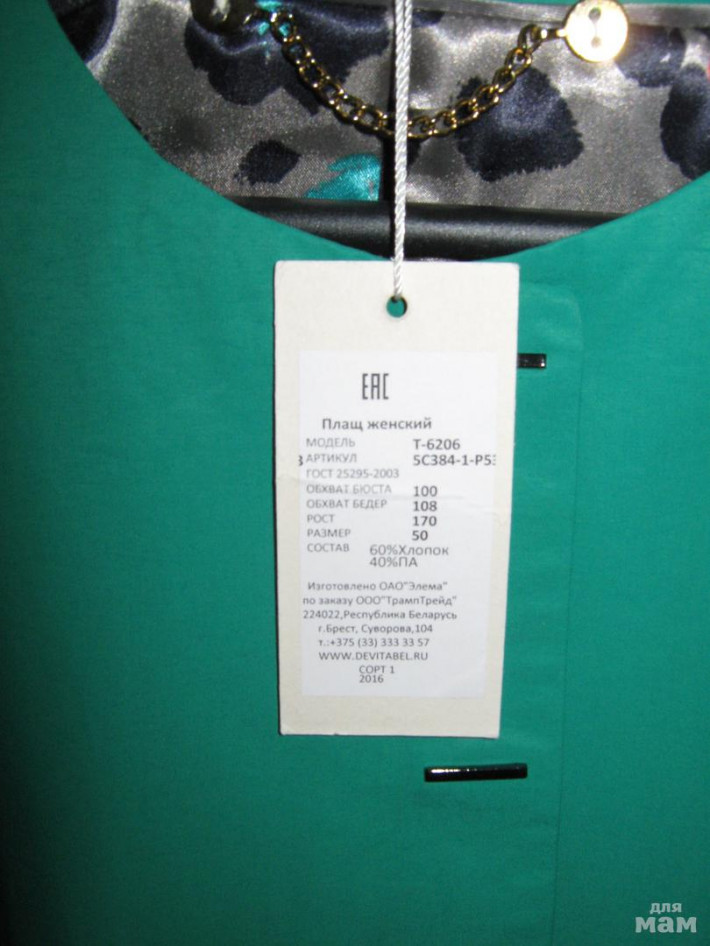 EAC
Плащ женский
МОДЕЛЬ Т-6206
АРТИКУЛ 5С384-1-Р53
ГОСТ 25295-2003
ОБХВАТ БЮСТА 100
ОБХВАТ БЕДЕР 108
РОСТ 170
РАЗМЕР 50
СОСТАВ 60%Хлопок
40%ПА
Изготовлено ОАО"Элема"
по заказу ООО"ТрампТрейд"
224022,Республика Беларусь
г.Брест, Суворова,104
т.:+375 (33) 333 33 57
WWW.DEVITABEL.RU
СОРТ 1
2016
для
мам